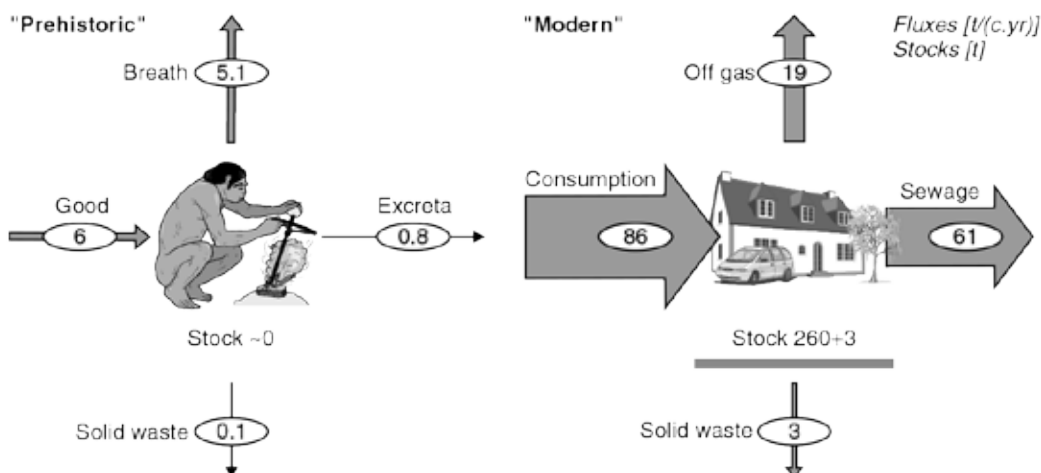 "Prehistoric"
Breath 5.1
Good
6
Excreta
0.8
Stock ~0
Solid waste 0.1
"Modern"
Fluxes [t/(c.yr)]
Stocks [t]
Off gas 19
Consumption
86
Sewage
61
Stock 260+3
Solid waste 3